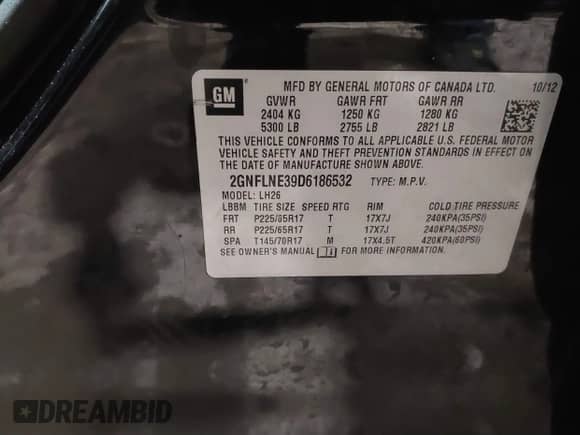 GM
MFD BY GENERAL MOTORS OF CANADA LTD. 10/12
GVWR GAWR FRT GAWR RR
2404 KG 1250 KG 1280 KG
5300 LB 2755 LB 2821 LB
THIS VEHICLE CONFORMS TO ALL APPLICABLE U.S. FEDERAL MOTOR
VEHICLE SAFETY AND THEFT PREVENTION STANDARDS IN EFFECT ON
THE DATE OF MANUFACTURE SHOWN ABOVE.
2GNFLNE39D6186532 TYPE: M.P.V.
MODEL: LH26
LBBM TIRE SIZE SPEED RTG RIM COLD TIRE PRESSURE
FRT P225/65R17 T 17X7J 240KPA(35PSI)
RR P225/65R17 T 17X7J 240KPA(35PSI)
SPA T145/70R17 M 17X4.5T 420KPA(60PSI)
SEE OWNER'S MANUAL FOR MORE INFORMATION.
DREAMBID